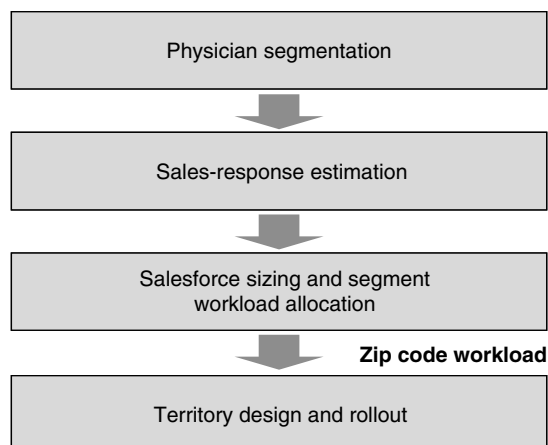 Physician segmentation
Sales-response estimation
Salesforce sizing and segment
workload allocation
Zip code workload
Territory design and rollout